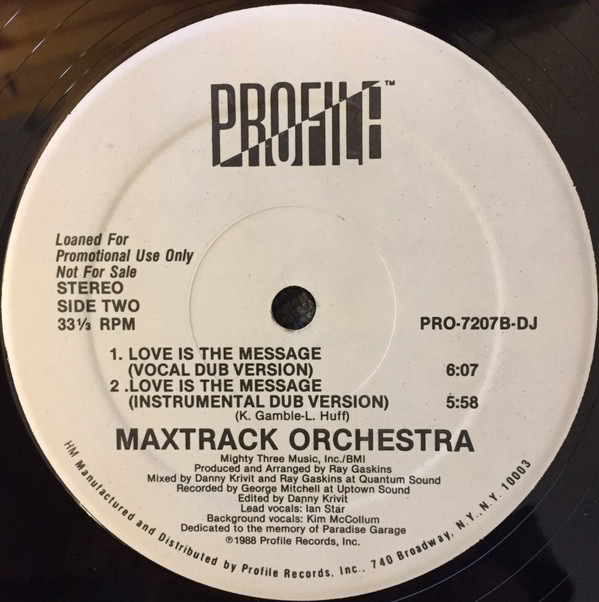 PROFILE™
Loaned For
Promotional Use Only
Not For Sale
STEREO
SIDE TWO
33⅓ RPM
PRO-7207B-DJ
1. LOVE IS THE MESSAGE
(VOCAL DUB VERSION) 6:07
2 .LOVE IS THE MESSAGE
(INSTRUMENTAL DUB VERSION) 5:58
(K. Gamble-L. Huff)
MAXTRACK ORCHESTRA
Mighty Three Music, Inc./BMI
Produced and Arranged by Ray Gaskins
Mixed by Danny Krivit and Ray Gaskins at Quantum Sound
Recorded by George Mitchell at Uptown Sound
Edited by Danny Krivit
Lead vocals: Ian Star
Background vocals: Kim McCollum
Dedicated to the memory of Paradise Garage
℗1988 Profile Records, Inc.
HM Manufactured and Distributed by Profile Records, Inc., 740 Broadway, N.Y., N.Y. 10003